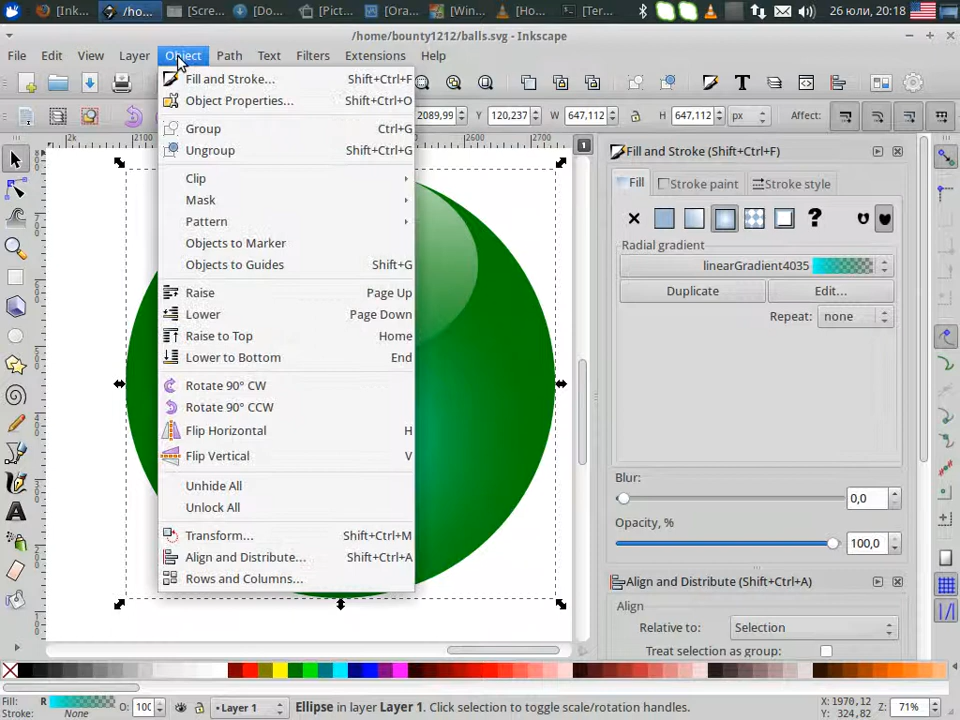 [Ink...
/ho...
[Scre...
[Do...
[Pict...
[Ora...
[Win...
[Ho...
[Ter...
26 юли, 20:18
/home/bounty1212/balls.svg - Inkscape
File Edit View Layer Object Path Text Filters Extensions Help
Fill and Stroke... Shift+Ctrl+F
Object Properties... Shift+Ctrl+O
Group Ctrl+G
Ungroup Shift+Ctrl+G
Clip
Mask
Pattern
Objects to Marker
Objects to Guides Shift+G
Raise Page Up
Lower Page Down
Raise to Top Home
Lower to Bottom End
Rotate 90° CW
Rotate 90° CCW
Flip Horizontal H
Flip Vertical V
Unhide All
Unlock All
Transform... Shift+Ctrl+M
Align and Distribute... Shift+Ctrl+A
Rows and Columns...
2089,99 Y 120,237 W 647,112 H 647,112 px Affect:
2k 2100 2600 2700
1
Fill and Stroke (Shift+Ctrl+F)
Fill Stroke paint Stroke style
?
Radial gradient
linearGradient4035
Duplicate Edit...
Repeat: none
Blur:
0,0
Opacity, %
100,0
Align and Distribute (Shift+Ctrl+A)
Align
Relative to: Selection
Treat selection as group:
Fill: R O: 100
Stroke: None
Layer 1
Ellipse in layer Layer 1. Click selection to toggle scale/rotation handles.
X: 1970,12
Y: 324,82
Z: 71%